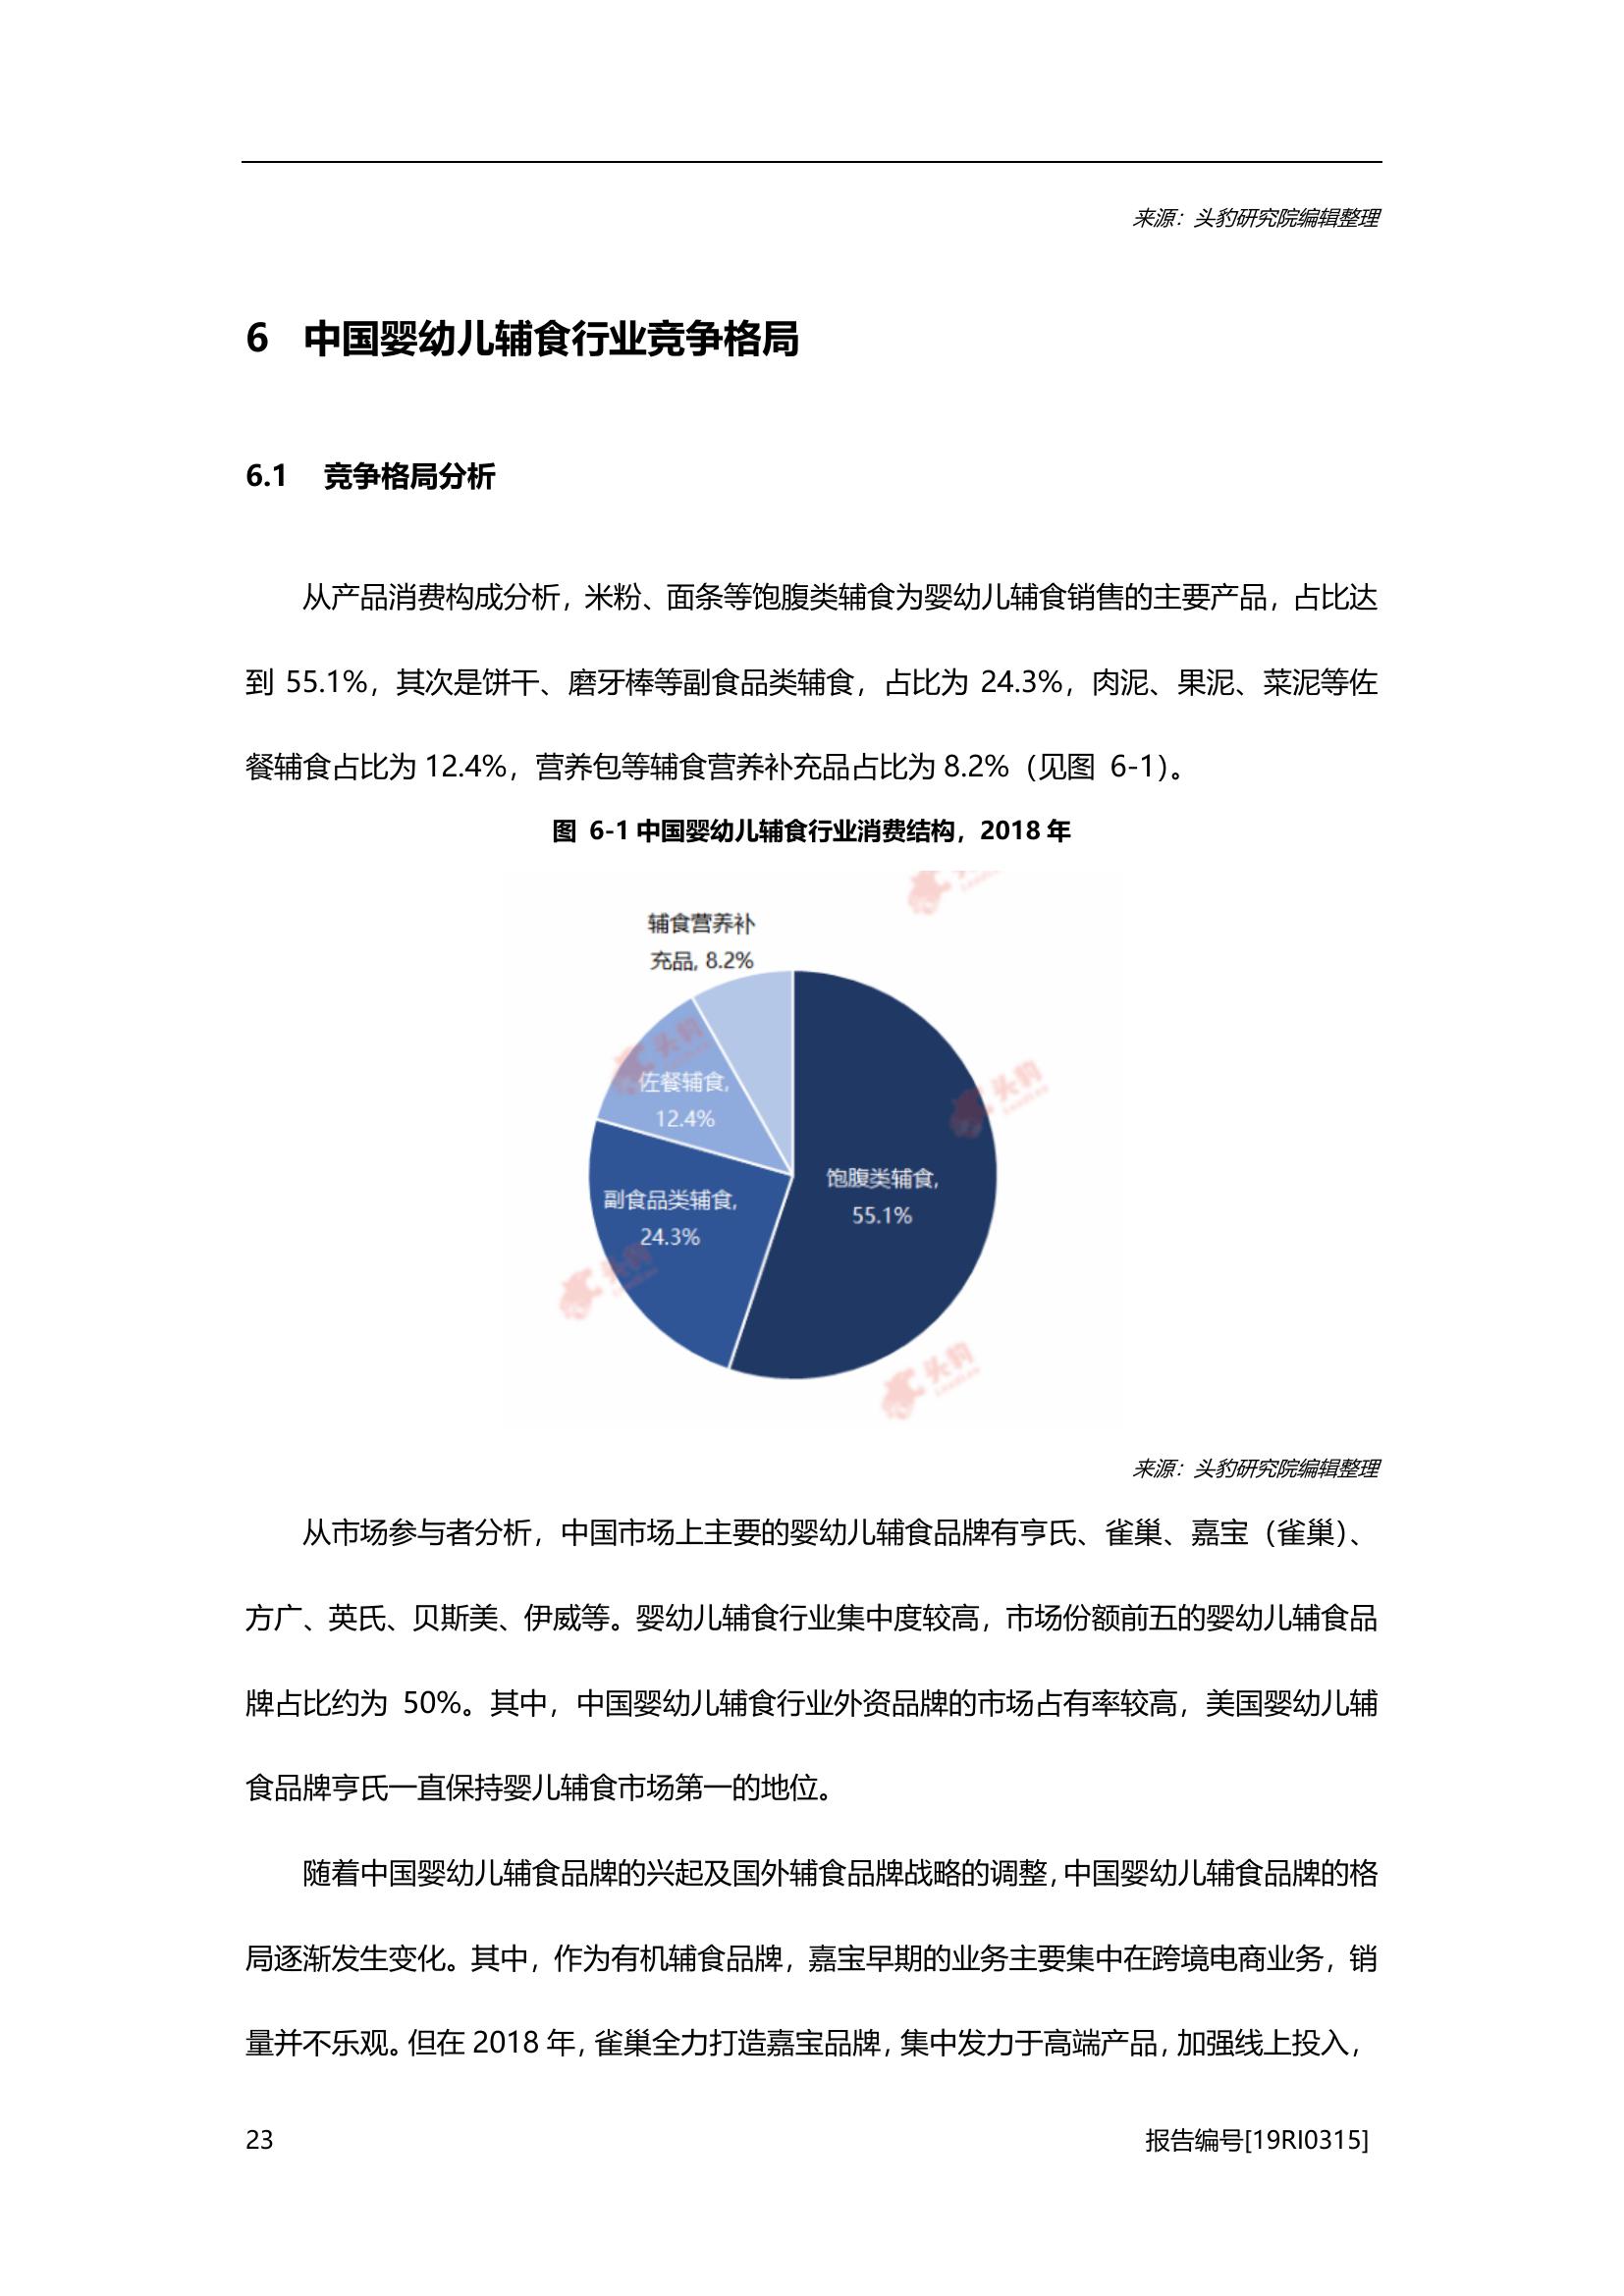 来源：头豹研究院编辑整理
6 中国婴幼儿辅食行业竞争格局
6.1 竞争格局分析
从产品消费构成分析，米粉、面条等饱腹类辅食为婴幼儿辅食销售的主要产品，占比达
到 55.1%，其次是饼干、磨牙棒等副食品类辅食，占比为 24.3%，肉泥、果泥、菜泥等佐
餐辅食占比为 12.4%，营养包等辅食营养补充品占比为 8.2%（见图 6-1）。
图 6-1 中国婴幼儿辅食行业消费结构，2018 年
辅食营养补
充品, 8.2%
佐餐辅食,
12.4%
饱腹类辅食,
55.1%
副食品类辅食,
24.3%
头豹
头豹
头豹
头豹
来源：头豹研究院编辑整理
从市场参与者分析，中国市场上主要的婴幼儿辅食品牌有亨氏、雀巢、嘉宝（雀巢）、
方广、英氏、贝斯美、伊威等。婴幼儿辅食行业集中度较高，市场份额前五的婴幼儿辅食品
牌占比约为 50%。其中，中国婴幼儿辅食行业外资品牌的市场占有率较高，美国婴幼儿辅
食品牌亨氏一直保持婴儿辅食市场第一的地位。
随着中国婴幼儿辅食品牌的兴起及国外辅食品牌战略的调整，中国婴幼儿辅食品牌的格
局逐渐发生变化。其中，作为有机辅食品牌，嘉宝早期的业务主要集中在跨境电商业务，销
量并不乐观。但在 2018 年，雀巢全力打造嘉宝品牌，集中发力于高端产品，加强线上投入，
23
报告编号[19RI0315]